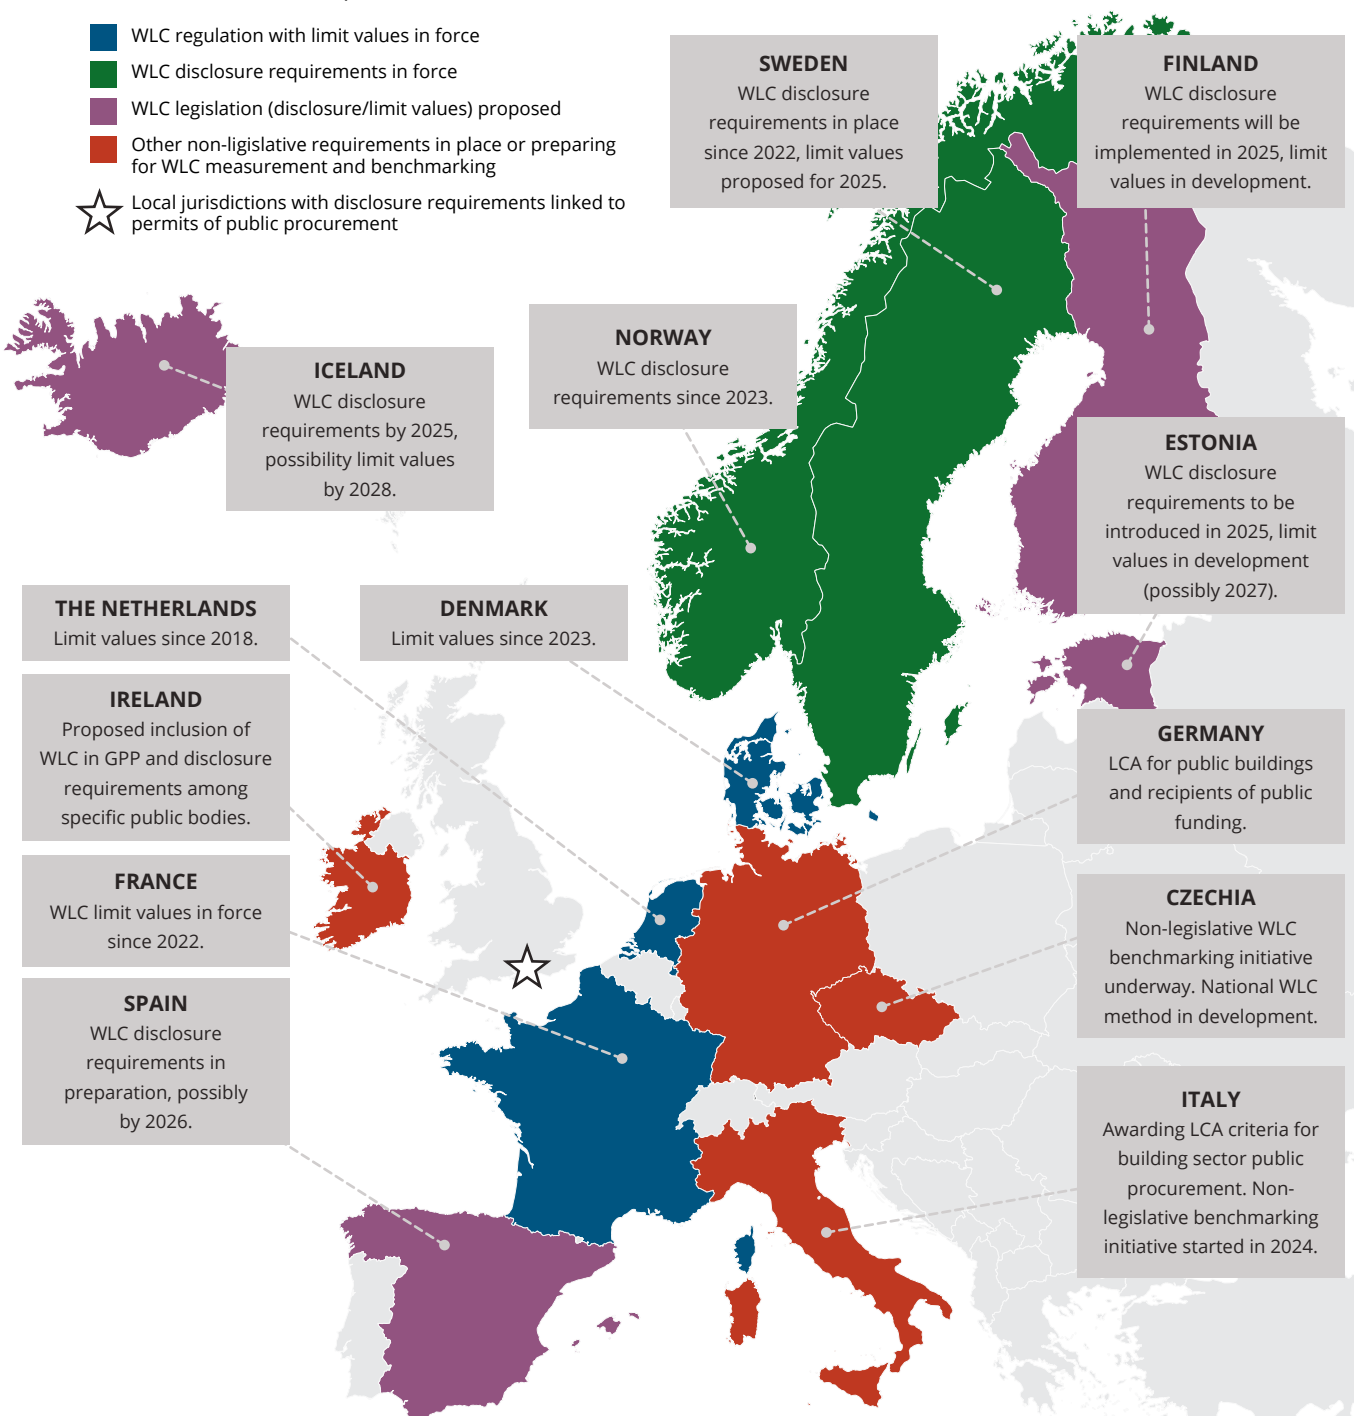 WLC regulation with limit values in force
WLC disclosure requirements in force
WLC legislation (disclosure/limit values) proposed
Other non-ligislative requirements in place or preparing
for WLC measurement and benchmarking
Local jurisdictions with disclosure requirements linked to
permits of public procurement
SWEDEN
WLC disclosure
requirements in place
since 2022, limit values
proposed for 2025.
FINLAND
WLC disclosure
requirements will be
implemented in 2025, limit
values in development.
NORWAY
WLC disclosure
requirements since 2023.
ICELAND
WLC disclosure
requirements by 2025,
possibility limit values
by 2028.
ESTONIA
WLC disclosure
requirements to be
introduced in 2025, limit
values in development
(possibly 2027).
THE NETHERLANDS
Limit values since 2018.
DENMARK
Limit values since 2023.
IRELAND
Proposed inclusion of
WLC in GPP and disclosure
requirements among
specific public bodies.
GERMANY
LCA for public buildings
and recipients of public
funding.
FRANCE
WLC limit values in force
since 2022.
CZECHIA
Non-legislative WLC
benchmarking initiative
underway. National WLC
method in development.
SPAIN
WLC disclosure
requirements in
preparation, possibly
by 2026.
ITALY
Awarding LCA criteria for
building sector public
procurement. Non-
legislative benchmarking
initiative started in 2024.